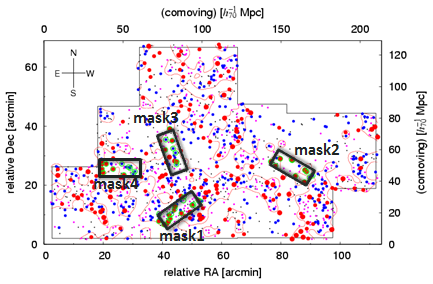 (comoving) [h₇₀⁻¹ Mpc]
0 50 100 150
60 40 20 0
relative Dec [arcmin]
N
E W
S
mask3
mask2
mask4
mask1
120 100 80 60 40 20 0
(comoving) [h₇₀⁻¹ Mpc]
0 20 40 60 80 100
relative RA [arcmin]